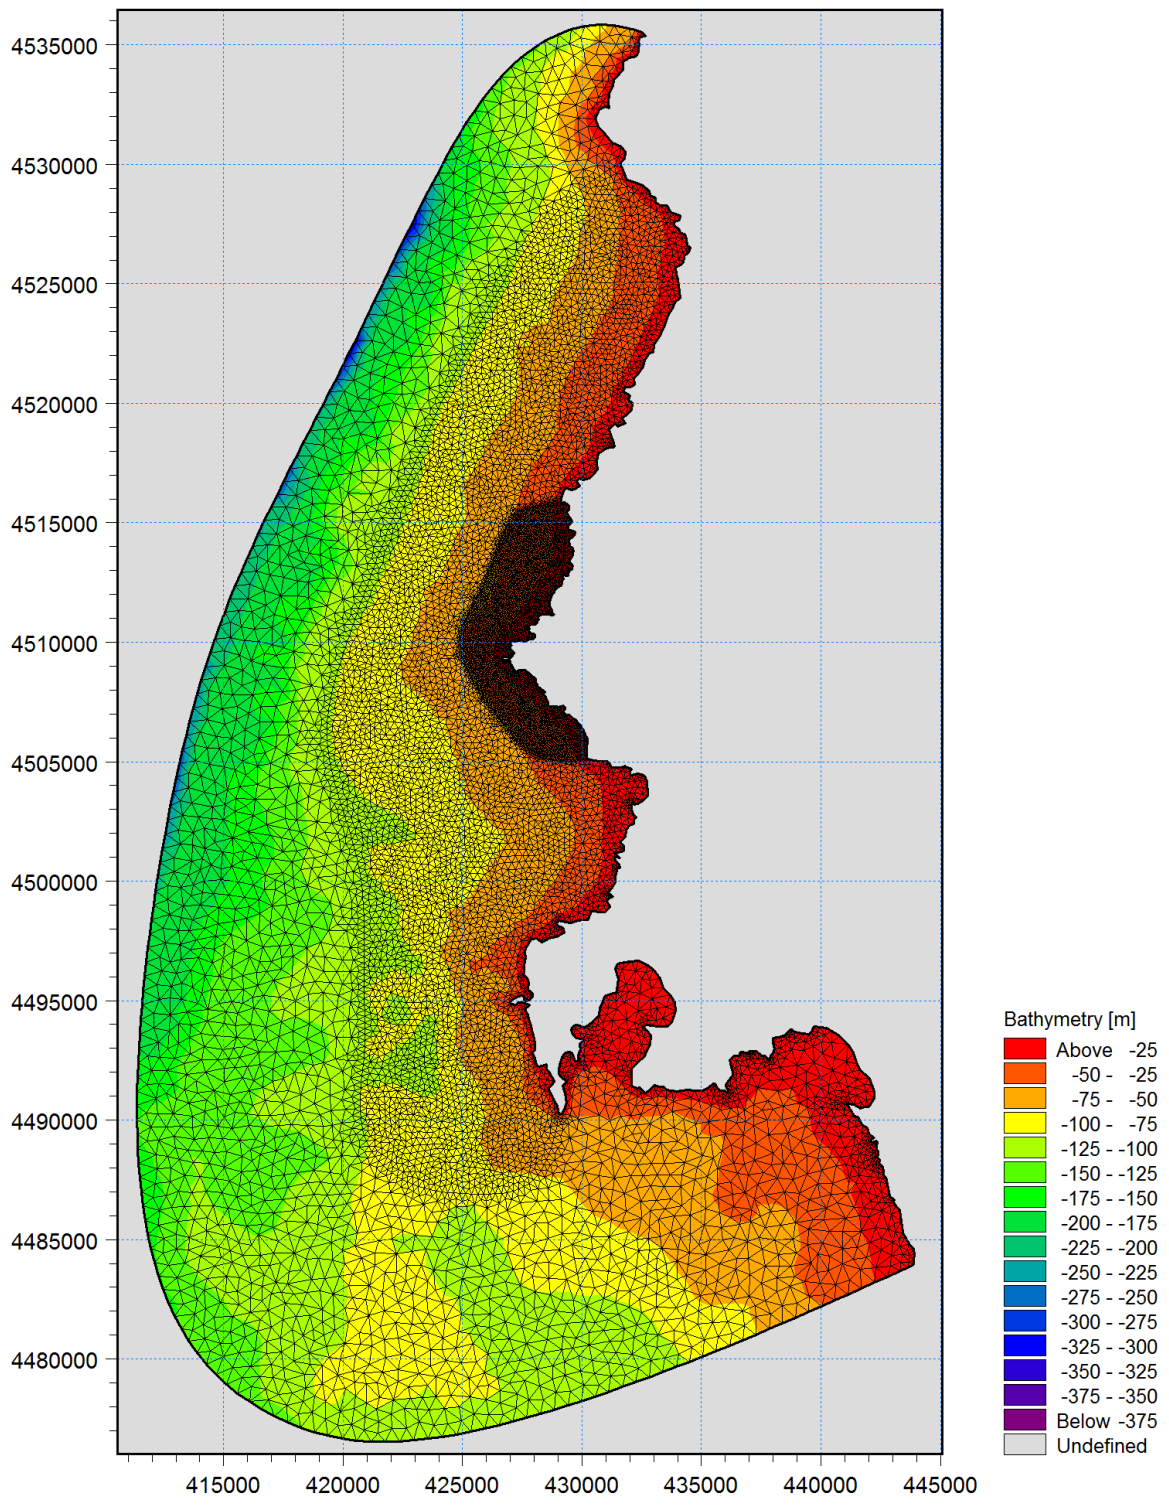 4535000
4530000
4525000
4520000
4515000
4510000
4505000
4500000
4495000
4490000
4485000
4480000
415000 420000 425000 430000 435000 440000 445000
Bathymetry [m]
Above -25
-50 - -25
-75 - -50
-100 - -75
-125 - -100
-150 - -125
-175 - -150
-200 - -175
-225 - -200
-250 - -225
-275 - -250
-300 - -275
-325 - -300
-350 - -325
-375 - -350
Below -375
Undefined